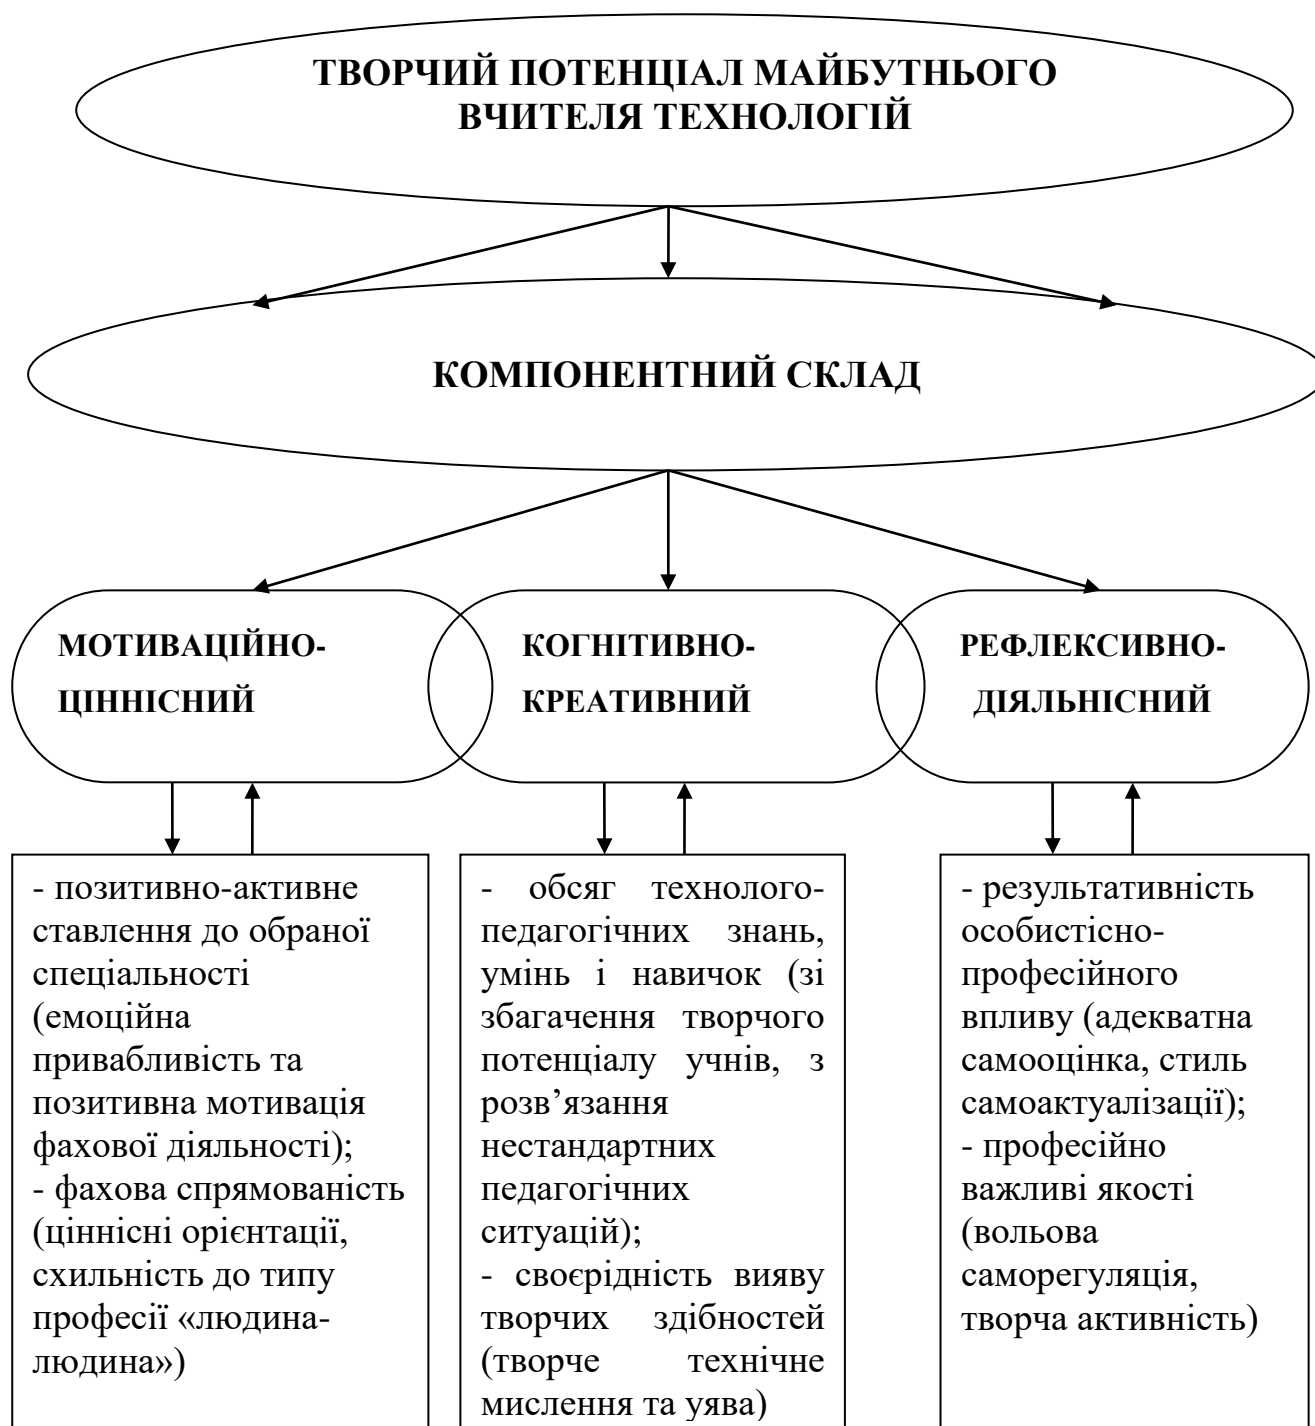 ТВОРЧИЙ ПОТЕНЦІАЛ МАЙБУТНЬОГО
ВЧИТЕЛЯ ТЕХНОЛОГІЙ
КОМПОНЕНТНИЙ СКЛАД
МОТИВАЦІЙНО-
ЦІННІСНИЙ
КОГНІТИВНО-
КРЕАТИВНИЙ
РЕФЛЕКСИВНО-
ДІЯЛЬНІСНИЙ
- позитивно-активне
ставлення до обраної
спеціальності
(емоційна
привабливість та
позитивна мотивація
фахової діяльності);
- фахова спрямованість
(ціннісні орієнтації,
схильність до типу
професії «людина-
людина»)
- обсяг технолого-
педагогічних знань,
умінь і навичок (зі
збагачення творчого
потенціалу учнів, з
розв’язання
нестандартних
педагогічних
ситуацій);
- своєрідність вияву
творчих здібностей
(творче технічне
мислення та уява)
- результативність
особистісно-
професійного
впливу (адекватна
самооцінка, стиль
самоактуалізації);
- професійно
важливі якості
(вольова
саморегуляція,
творча активність)